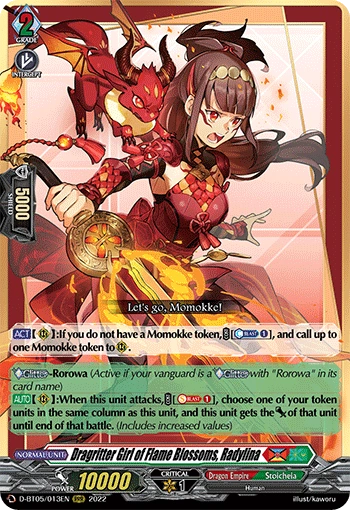 2
GRADE
INTERCEPT
5000
SHIELD
Let's go, Momokke!
ACT[ ]:If you do not have a Momokke token, [ BLAST 1], and call up to
one Momokke token to .
Glitter-Rorowa (Active if your vanguard is a Glitter with "Rorowa" in its
card name)
AUTO[ ]:When this unit attacks, [ BLAST 1], choose one of your token
units in the same column as this unit, and this unit gets the of that unit
until end of that battle. (Includes increased values)
NORMAL UNIT Dragritter Girl of Flame Blossoms, Radylina
POWER 10000 CRITICAL 1 Dragon Empire Stoicheia
Human
D-BT05/013EN RRR 2022 illust/kaworu